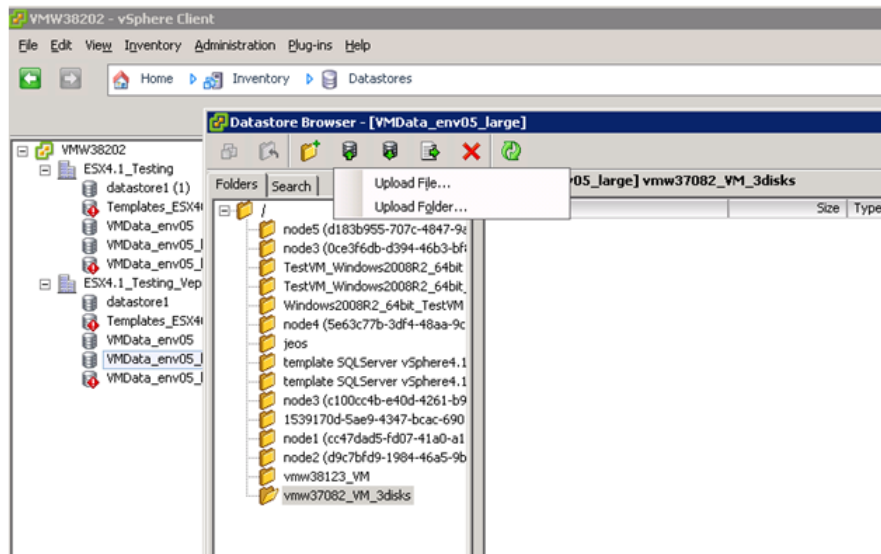 VMW38202 - vSphere Client
File Edit View Inventory Administration Plug-ins Help
Home Inventory Datastores
Datastore Browser - [VMData_env05_large]
VMW38202
ESX4.1_Testing
datastore1 (1)
Templates_ESX4
VMData_env05
VMData_env05_l
VMData_env05_l
ESX4.1_Testing_Vep
datastore1
Templates_ESX4
VMData_env05
VMData_env05_l
VMData_env05_l
Folders Search
Upload File...
Upload Folder...
05_large] vmw37082_VM_3disks
Size Type
/
node5 (d183b955-707c-4847-9a
node3 (0ce3f6db-d394-46b3-bf
TestVM_Windows2008R2_64bit
TestVM_Windows2008R2_64bit_
Windows2008R2_64bit_TestVM
node4 (5e63c77b-3df4-48aa-9c
jeos
template SQLServer vSphere4.1
template SQLServer vSphere4.1
node3 (c100cc4b-e40d-4261-b9
1539170d-5ae9-4347-bcac-690
node1 (cc47dad5-fd07-41a0-a1
node2 (d9c7bfd9-1984-46a5-9b
vmw38123_VM
vmw37082_VM_3disks